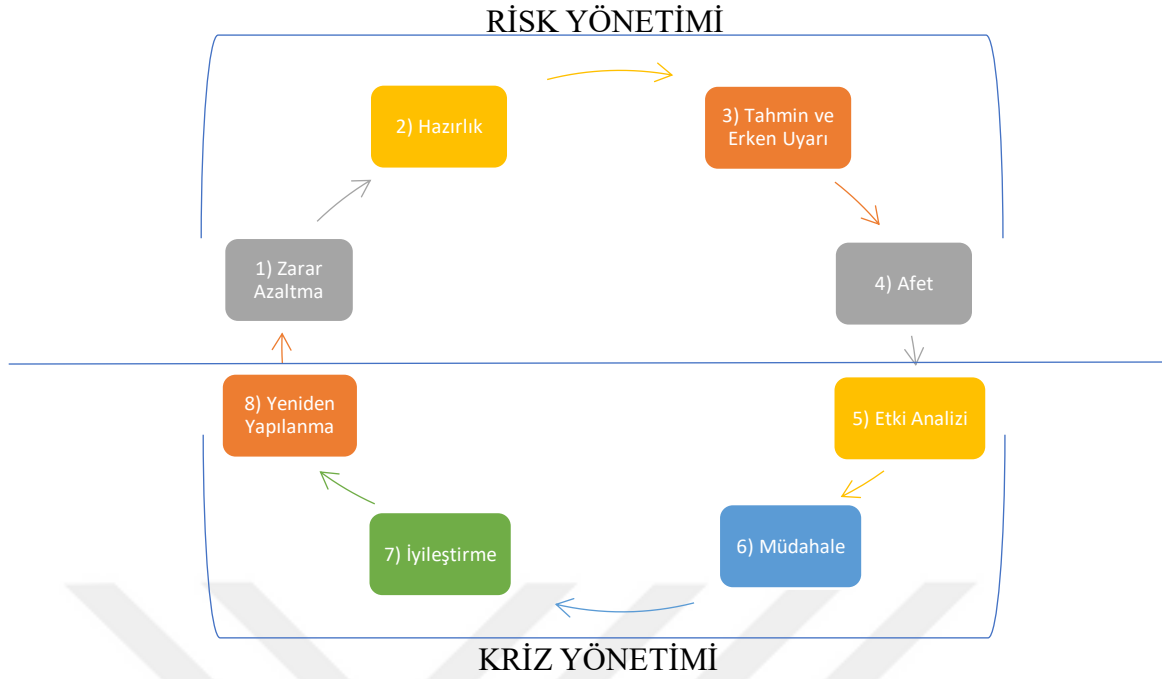 RİSK YÖNETİMİ
2) Hazırlık
3) Tahmin ve
Erken Uyarı
1) Zarar
Azaltma
4) Afet
8) Yeniden
Yapılanma
5) Etki Analizi
7) İyileştirme
6) Müdahale
KRİZ YÖNETİMİ